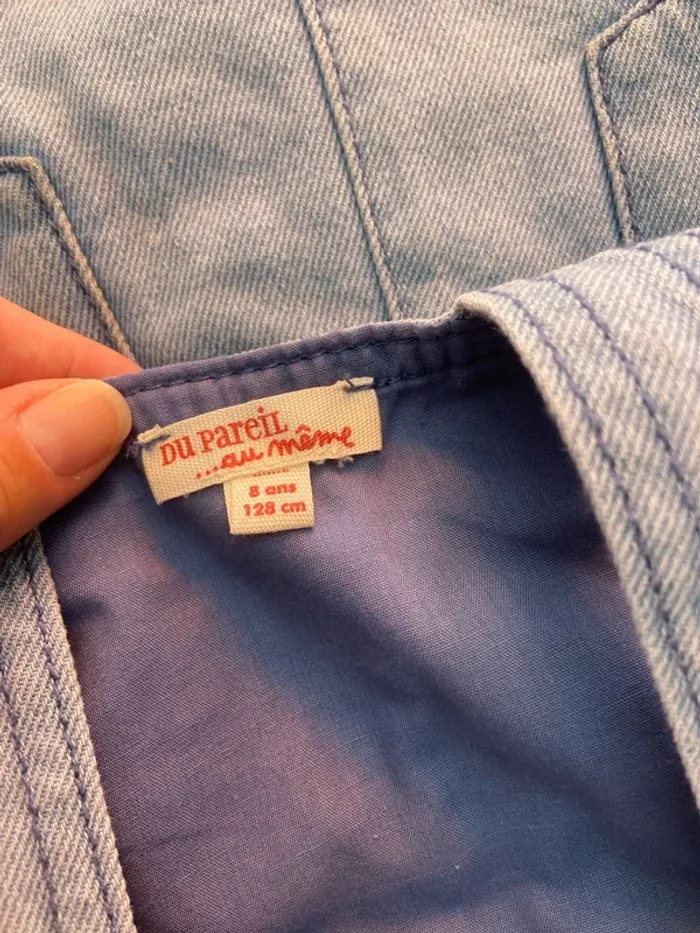 DU PAREIL
...au même
8 ans
128 cm